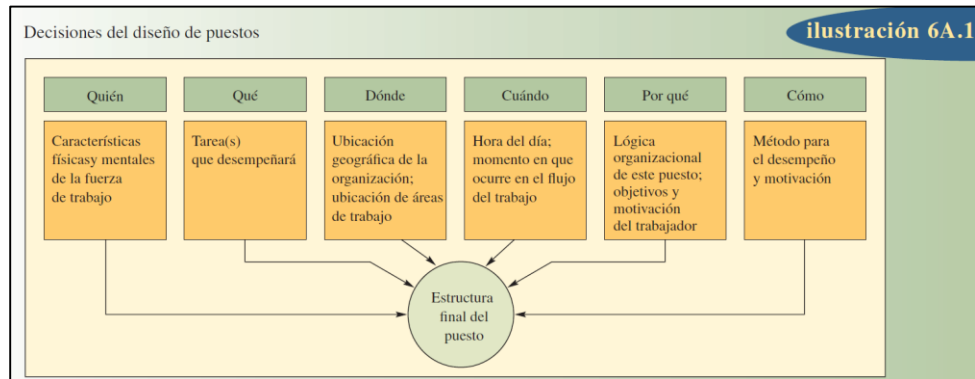 Decisiones del diseño de puestos
ilustración 6A.1
Quién
Qué
Dónde
Cuándo
Por qué
Cómo
Características
físicasy mentales
de la fuerza
de trabajo
Tarea(s)
que desempeñará
Ubicación
geográfica de la
organización;
ubicación de áreas
de trabajo
Hora del día;
momento en que
ocurre en el flujo
del trabajo
Lógica
organizacional
de este puesto;
objetivos y
motivación
del trabajador
Método para
el desempeño
y motivación
Estructura
final del
puesto